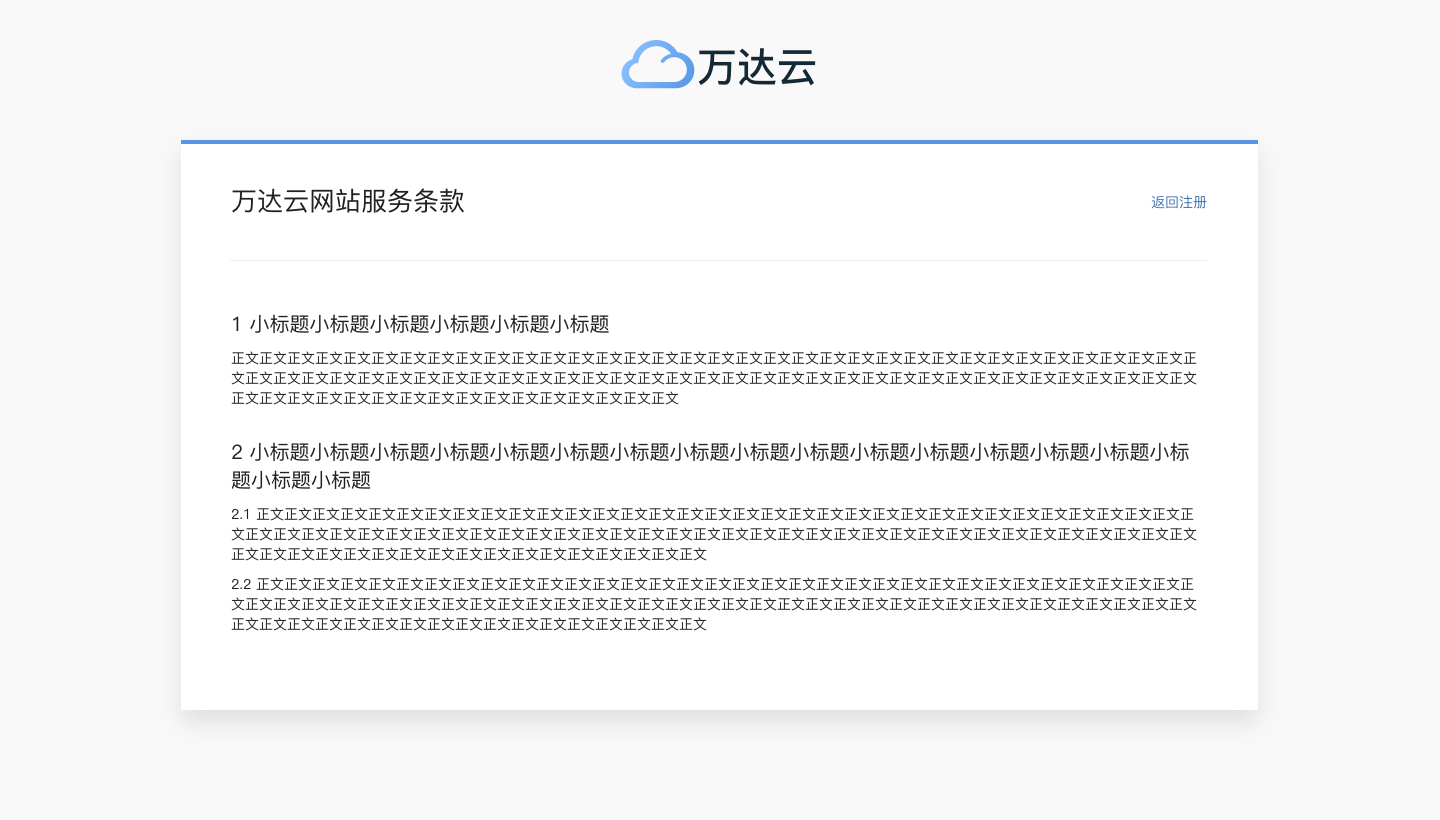 万达云
万达云网站服务条款
返回注册
1 小标题小标题小标题小标题小标题小标题
正文正文正文正文正文正文正文正文正文正文正文正文正文正文正文正文正文正文正文正文正文正文正文正文正文正文正文正文正文正文正文正文正文正文正
文正文正文正文正文正文正文正文正文正文正文正文正文正文正文正文正文正文正文正文正文正文正文正文正文正文正文正文正文正文正文正文正文正文正文
正文正文正文正文正文正文正文正文正文正文正文正文正文正文正文正文
2 小标题小标题小标题小标题小标题小标题小标题小标题小标题小标题小标题小标题小标题小标题小标题小标
题小标题小标题
2.1 正文正文正文正文正文正文正文正文正文正文正文正文正文正文正文正文正文正文正文正文正文正文正文正文正文正文正文正文正文正文正文正文正文正
文正文正文正文正文正文正文正文正文正文正文正文正文正文正文正文正文正文正文正文正文正文正文正文正文正文正文正文正文正文正文正文正文正文正文
正文正文正文正文正文正文正文正文正文正文正文正文正文正文正文正文正文
2.2 正文正文正文正文正文正文正文正文正文正文正文正文正文正文正文正文正文正文正文正文正文正文正文正文正文正文正文正文正文正文正文正文正文正
文正文正文正文正文正文正文正文正文正文正文正文正文正文正文正文正文正文正文正文正文正文正文正文正文正文正文正文正文正文正文正文正文正文正文
正文正文正文正文正文正文正文正文正文正文正文正文正文正文正文正文正文